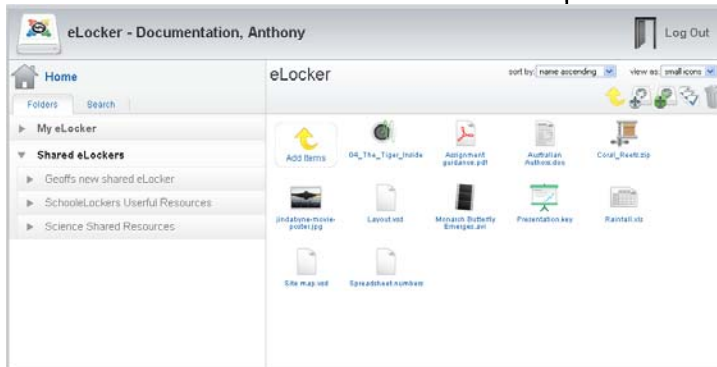 eLocker - Documentation, Anthony
Log Out
Home
Folders Search
My eLocker
Shared eLockers
Geoffs new shared eLocker
SchooleLockers Userful Resources
Science Shared Resources
eLocker
sort by: name ascending view as: small icons
Add Items
04_The_Tiger_Inside
Assignment
guidance.pdf
Australian
Authors.doc
Coral_Reefs.zip
jindabyne-movie-
poster.jpg
Layout.vsd
Monarch Butterfly
Emerges.avi
Presentation.key
Rainfall.xls
Site map.vsd
Spreadsheet.numbers